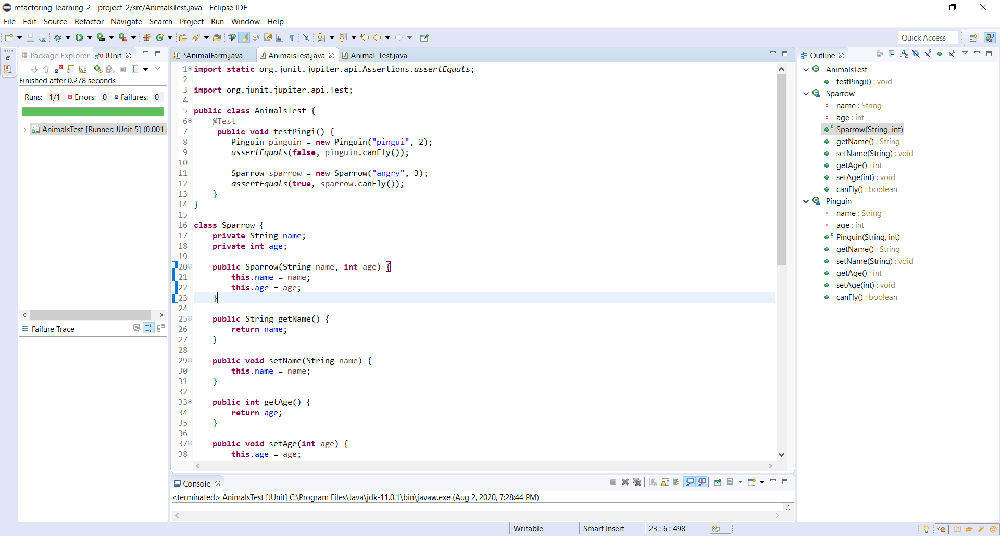 refactoring-learning-2 - project-2/src/AnimalsTest.java - Eclipse IDE
File Edit Source Refactor Navigate Search Project Run Window Help
Quick Access
Package Explorer JUnit
Finished after 0.278 seconds
Runs: 1/1 Errors: 0 Failures: 0
AnimalsTest [Runner: JUnit 5] (0.001
Failure Trace
*AnimalFarm.java AnimalsTest.java Animal_Test.java
1 import static org.junit.jupiter.api.Assertions.assertEquals;
2
3 import org.junit.jupiter.api.Test;
4
5 public class AnimalsTest {
6 @Test
7 public void testPingi() {
8 Pinguin pinguin = new Pinguin("pingui", 2);
9 assertEquals(false, pinguin.canFly());
10
11 Sparrow sparrow = new Sparrow("angry", 3);
12 assertEquals(true, sparrow.canFly());
13 }
14 }
15
16 class Sparrow {
17 private String name;
18 private int age;
19
20 public Sparrow(String name, int age) {
21 this.name = name;
22 this.age = age;
23 }
24
25 public String getName() {
26 return name;
27 }
28
29 public void setName(String name) {
30 this.name = name;
31 }
32
33 public int getAge() {
34 return age;
35 }
36
37 public void setAge(int age) {
38 this.age = age;
Console
<terminated> AnimalsTest [JUnit] C:\Program Files\Java\jdk-11.0.1\bin\javaw.exe (Aug 2, 2020, 7:28:44 PM)
Outline
AnimalsTest
testPingi() : void
Sparrow
name : String
age : int
Sparrow(String, int)
getName() : String
setName(String) : void
getAge() : int
setAge(int) : void
canFly() : boolean
Pinguin
name : String
age : int
Pinguin(String, int)
getName() : String
setName(String) : void
getAge() : int
setAge(int) : void
canFly() : boolean
Writable Smart Insert 23 : 6 : 498